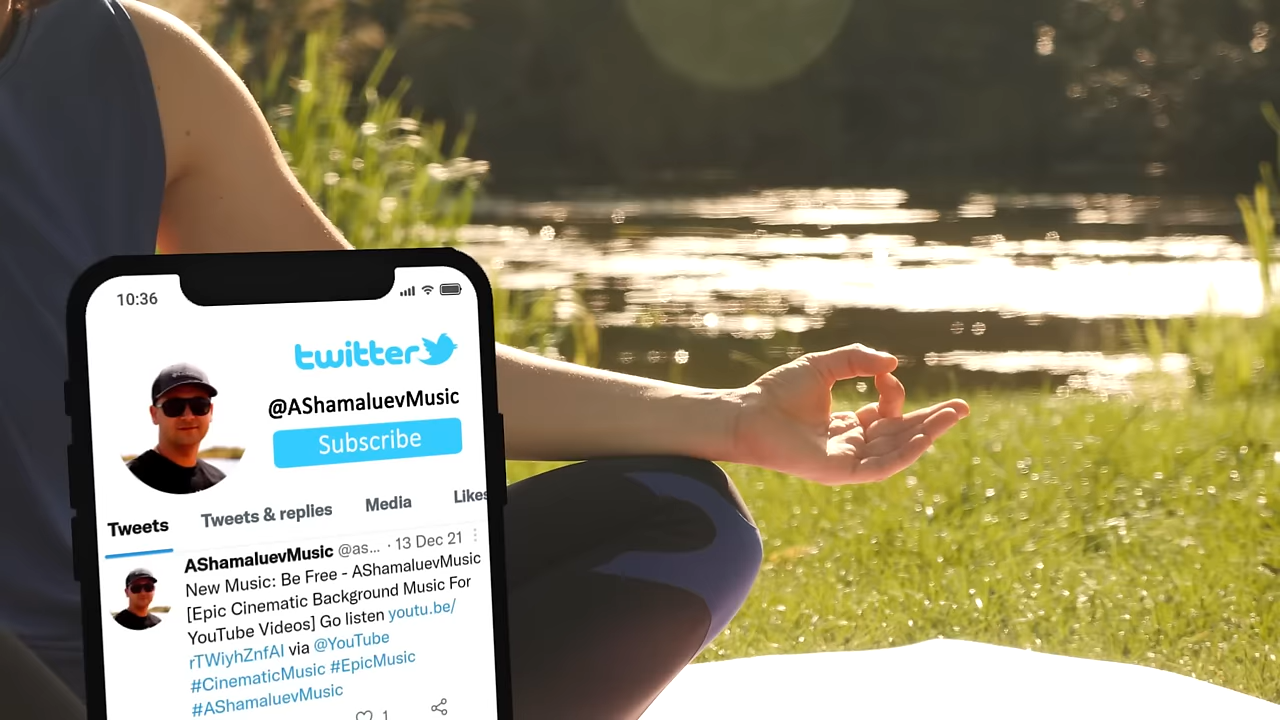 10:36
twitter
@AShamaluevMusic
Subscribe
Tweets
Tweets & replies
Media
Likes
AShamaluevMusic @as... · 13 Dec 21
New Music: Be Free - AShamaluevMusic
[Epic Cinematic Background Music For
YouTube Videos] Go listen youtu.be/
rTWiyhZnfAI via @YouTube
#CinematicMusic #EpicMusic
#AShamaluevMusic
1